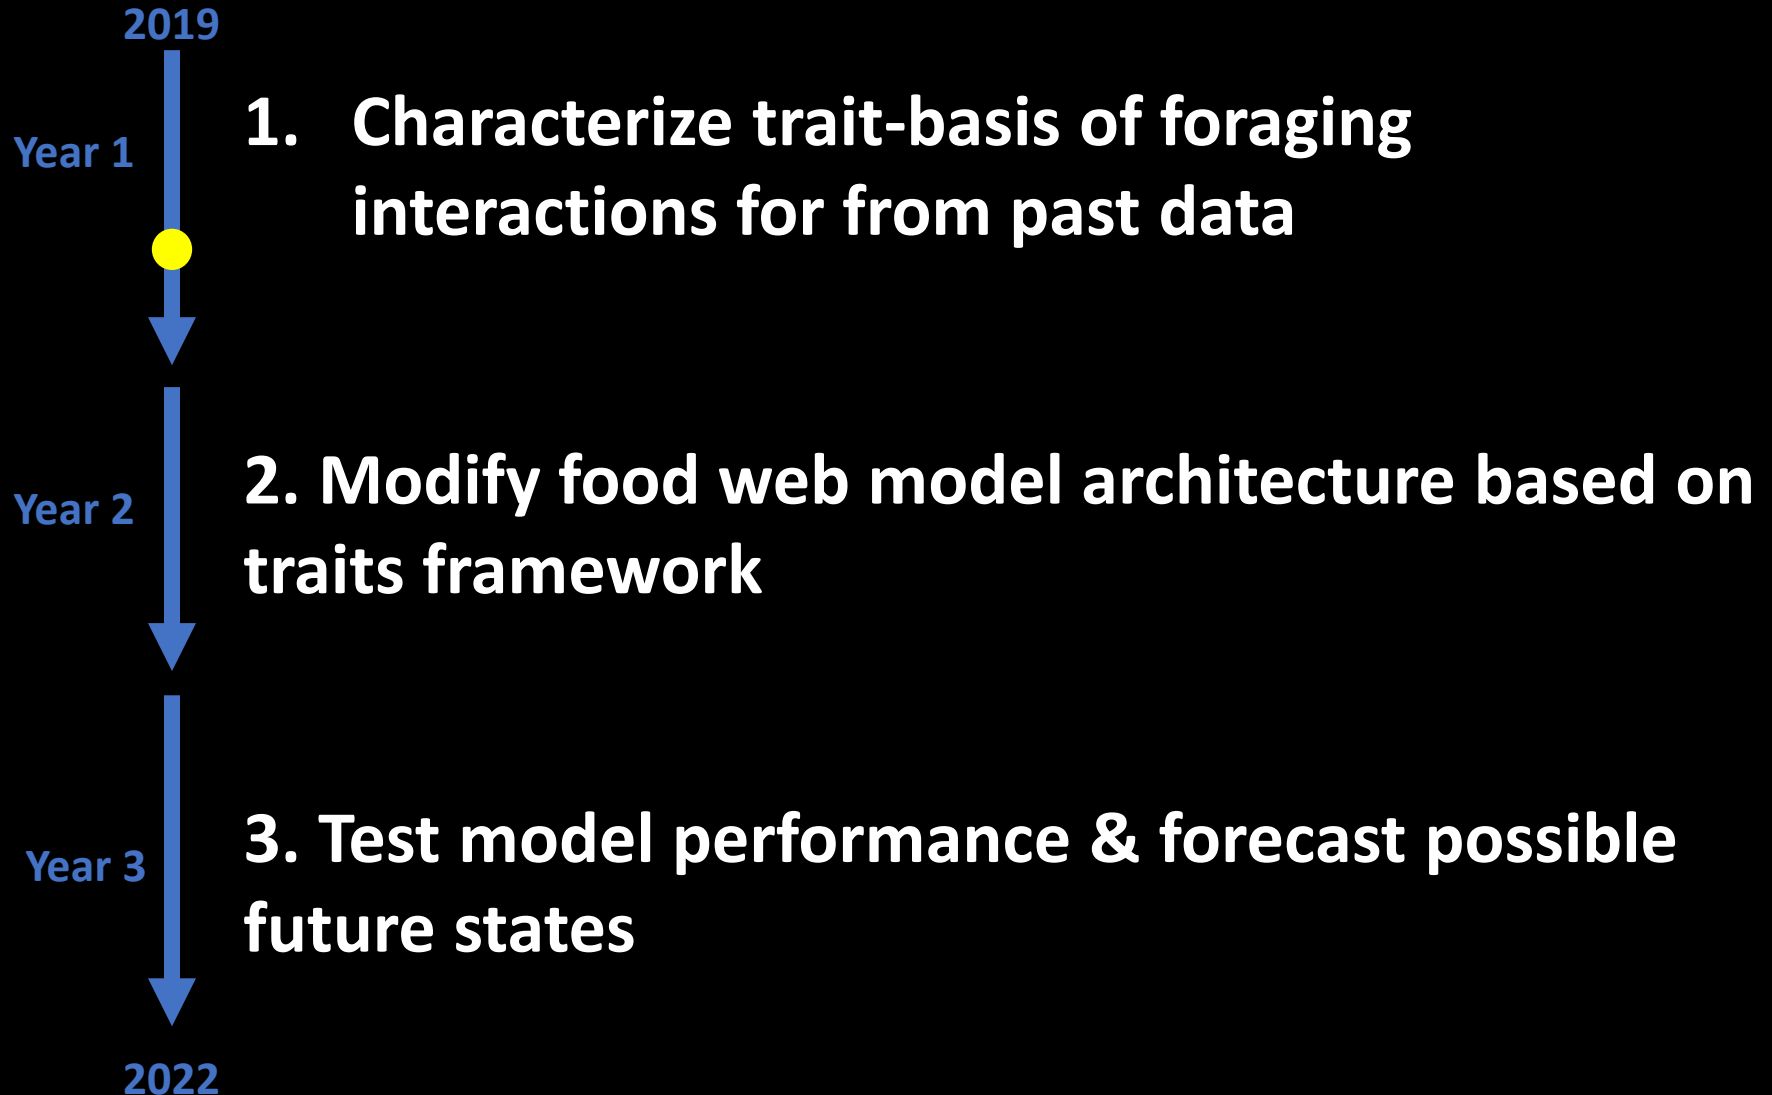 2019
Year 1
1. Characterize trait-basis of foraging
interactions for from past data
Year 2
2. Modify food web model architecture based on
traits framework
Year 3
3. Test model performance & forecast possible
future states
2022